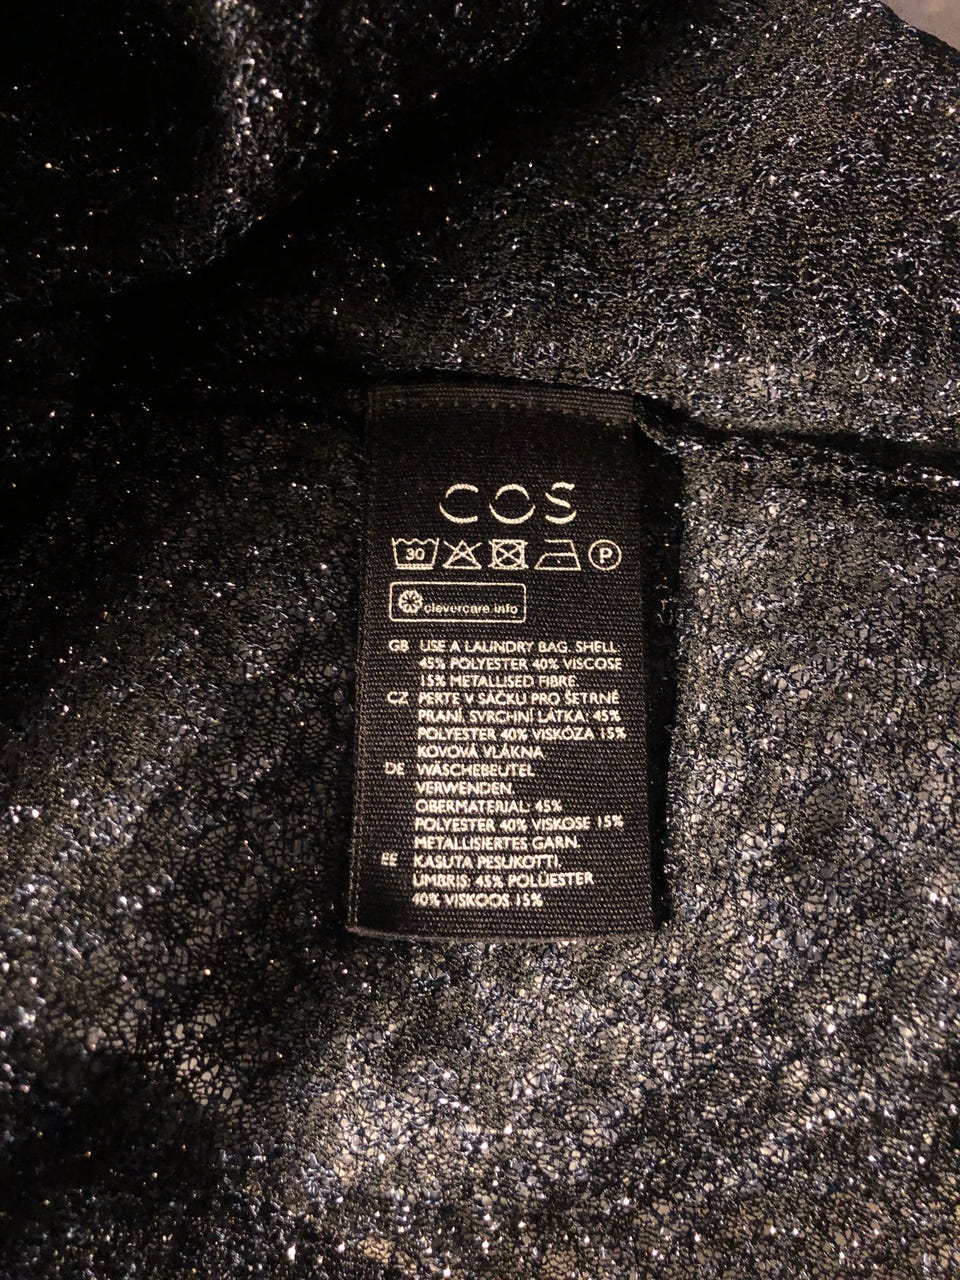 COS
30 P
clevercare.info
GB USE A LAUNDRY BAG. SHELL:
45% POLYESTER 40% VISCOSE
15% METALLISED FIBRE.
CZ PERTE V SÁČKU PRO ŠETRNÉ
PRANÍ. SVRCHNÍ LÁTKA: 45%
POLYESTER 40% VISKÓZA 15%
KOVOVÁ VLÁKNA
DE WÄSCHEBEUTEL
VERWENDEN.
OBERMATERIAL: 45%
POLYESTER 40% VISKOSE 15%
METALLISIERTES GARN.
EE KASUTA PESUKOTTI.
ÜMBRIS: 45% POLÜESTER
40% VISKOOS 15%